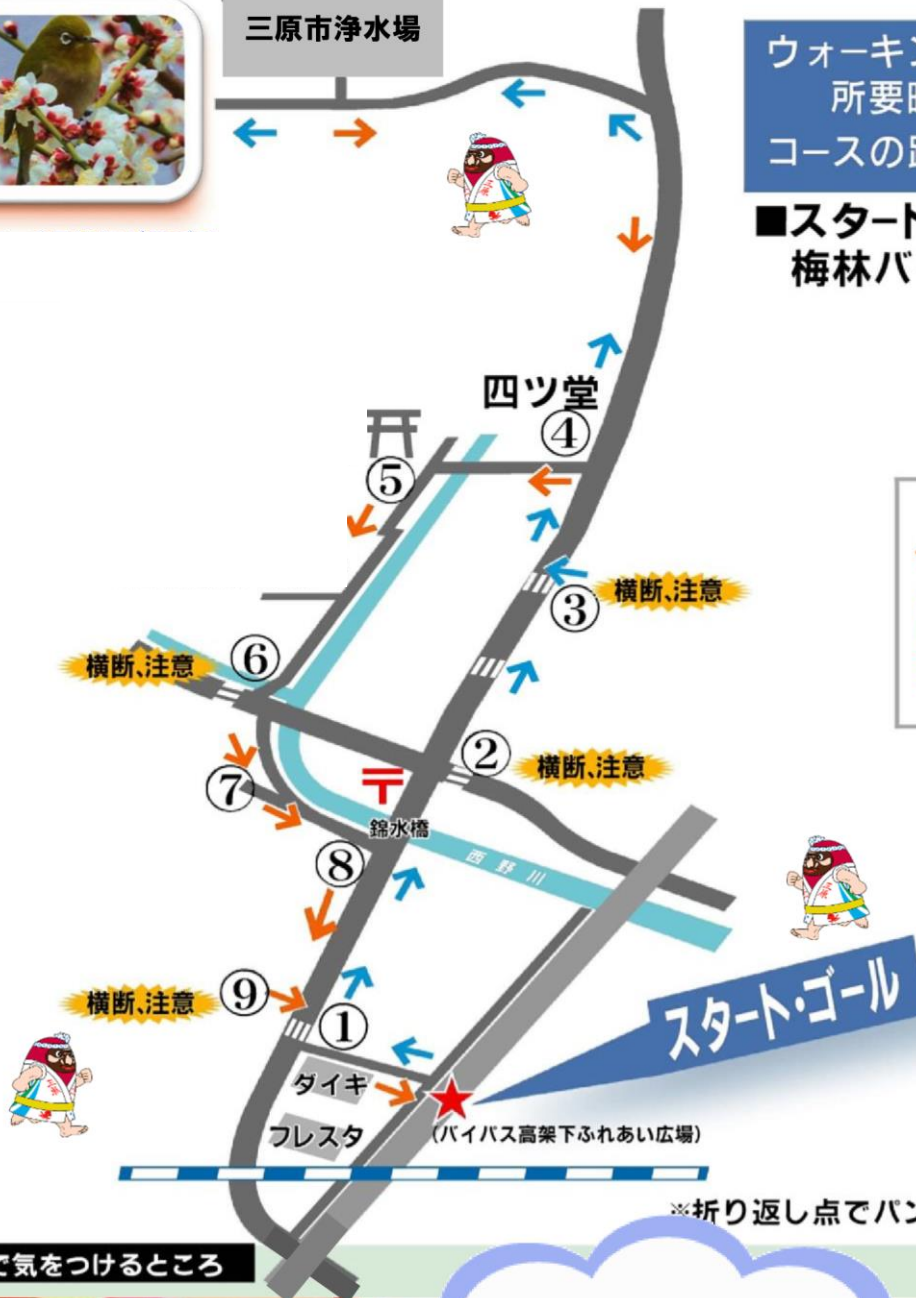 三原市浄水場
ウォーキン
所要
コースの
■スタート
梅林バ
四ツ堂
④
⑤
③
横断、注意
横断、注意
⑥
②
横断、注意
⑦
〒
錦水橋
⑧
西野川
横断、注意
⑨
①
スタート・ゴール
ダイキ
フレスタ
(バイパス高架下ふれあい広場)
※折り返し点でパン
で気をつけるところ